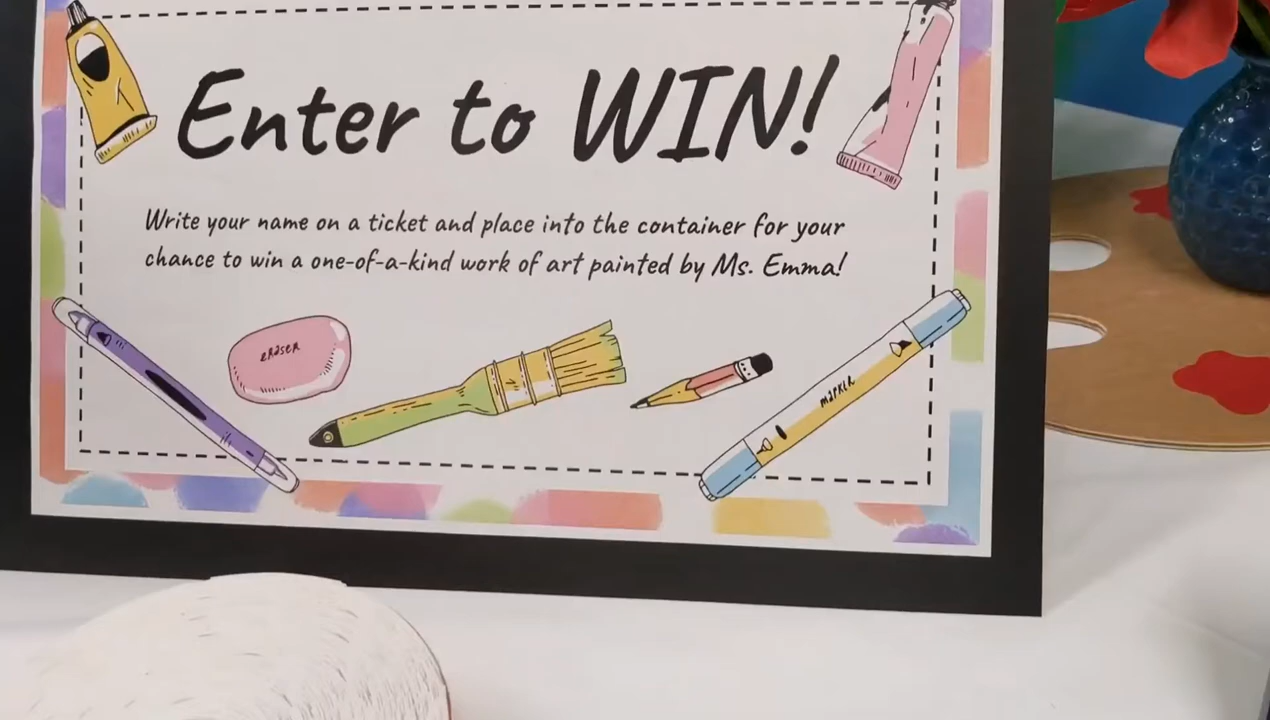 Enter to WIN!
Write your name on a ticket and place into the container for your
chance to win a one-of-a-kind work of art painted by Ms. Emma!
eRaseR
maRkeR